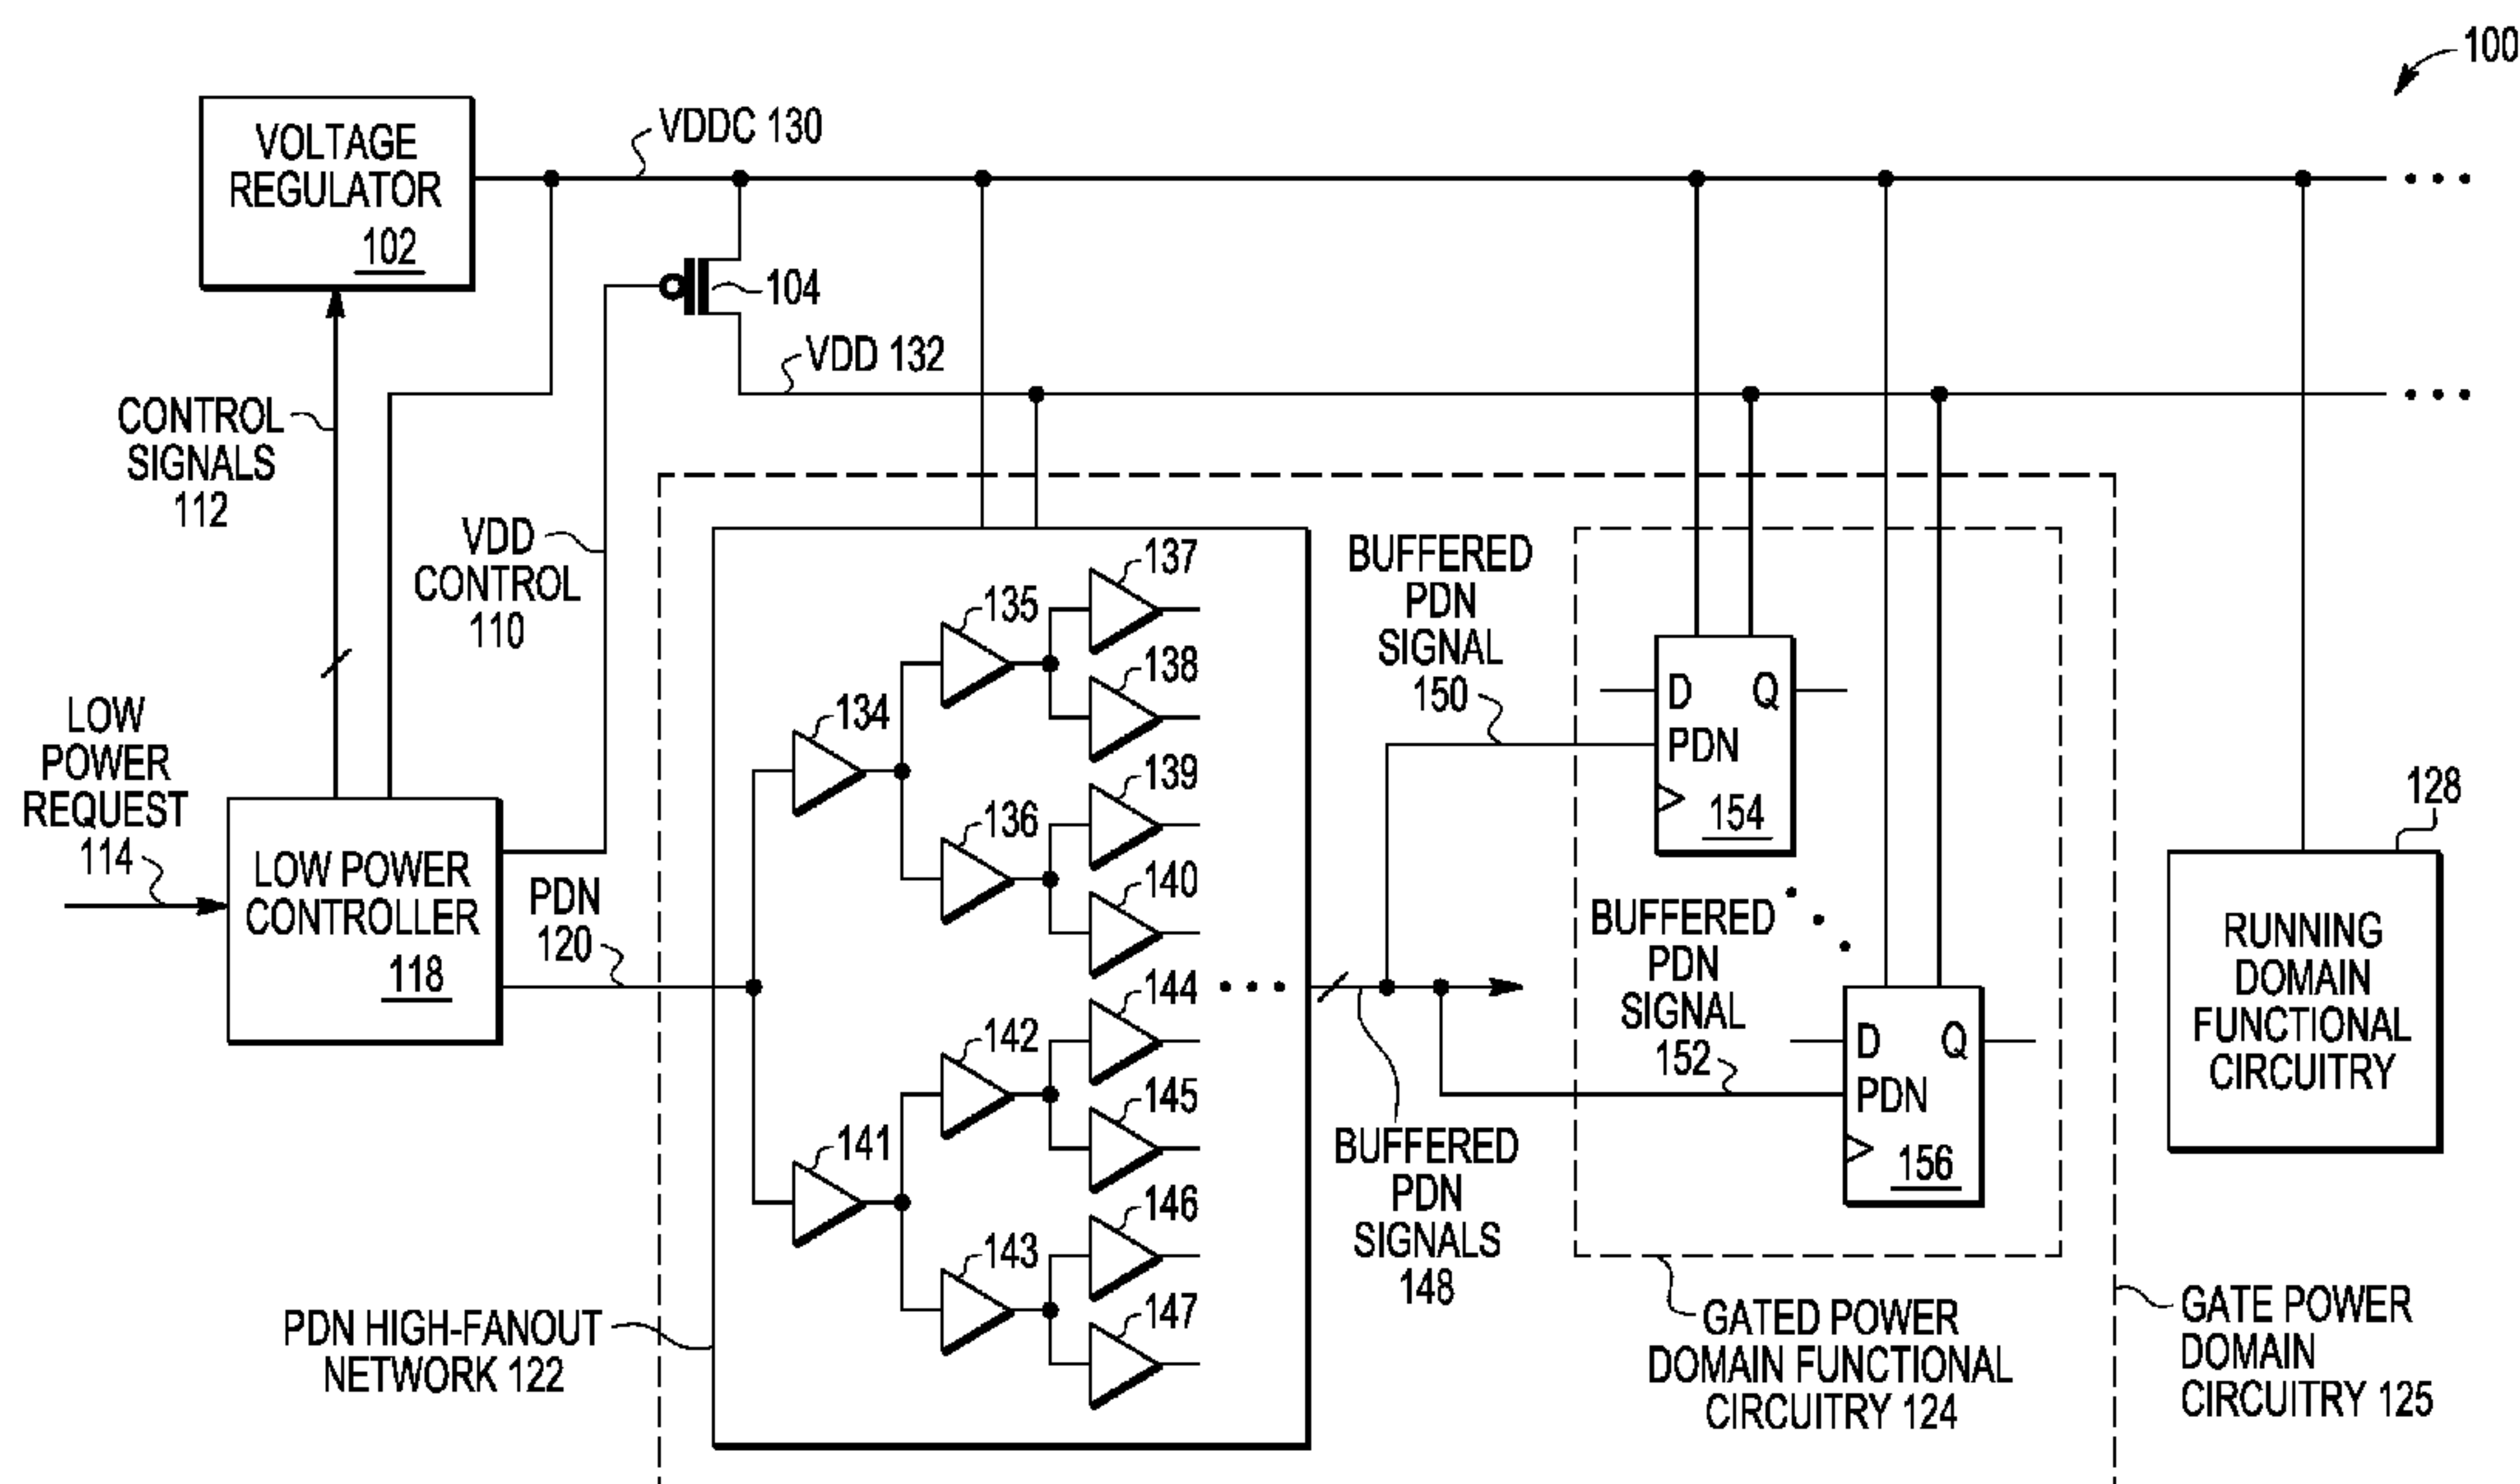 100
VOLTAGE
REGULATOR
102
VDDC 130
104
VDD 132
CONTROL
SIGNALS
112
VDD
CONTROL
110
LOW
POWER
REQUEST
114
LOW POWER
CONTROLLER
118
PDN
120
134
135
136
137
138
139
140
141
142
143
144
145
146
147
PDN HIGH-FANOUT
NETWORK 122
BUFFERED
PDN
SIGNAL
150
BUFFERED
PDN
SIGNAL
152
BUFFERED
PDN
SIGNALS
148
D Q
PDN
154
D Q
PDN
156
GATED POWER
DOMAIN FUNCTIONAL
CIRCUITRY 124
GATE POWER
DOMAIN
CIRCUITRY 125
128
RUNNING
DOMAIN
FUNCTIONAL
CIRCUITRY